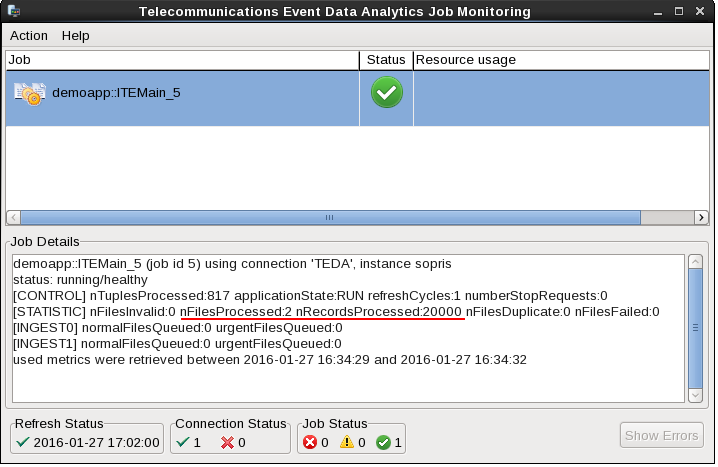 Telecommunications Event Data Analytics Job Monitoring
Action Help
Job Status Resource usage
demoapp::ITEMain_5
Job Details
demoapp::ITEMain_5 (job id 5) using connection 'TEDA', instance sopris
status: running/healthy
[CONTROL] nTuplesProcessed:817 applicationState:RUN refreshCycles:1 numberStopRequests:0
[STATISTIC] nFilesInvalid:0 nFilesProcessed:2 nRecordsProcessed:20000 nFilesDuplicate:0 nFilesFailed:0
[INGEST0] normalFilesQueued:0 urgentFilesQueued:0
[INGEST1] normalFilesQueued:0 urgentFilesQueued:0
used metrics were retrieved between 2016-01-27 16:34:29 and 2016-01-27 16:34:32
Refresh Status Connection Status Job Status
2016-01-27 17:02:00 1 0 0 0 1 Show Errors